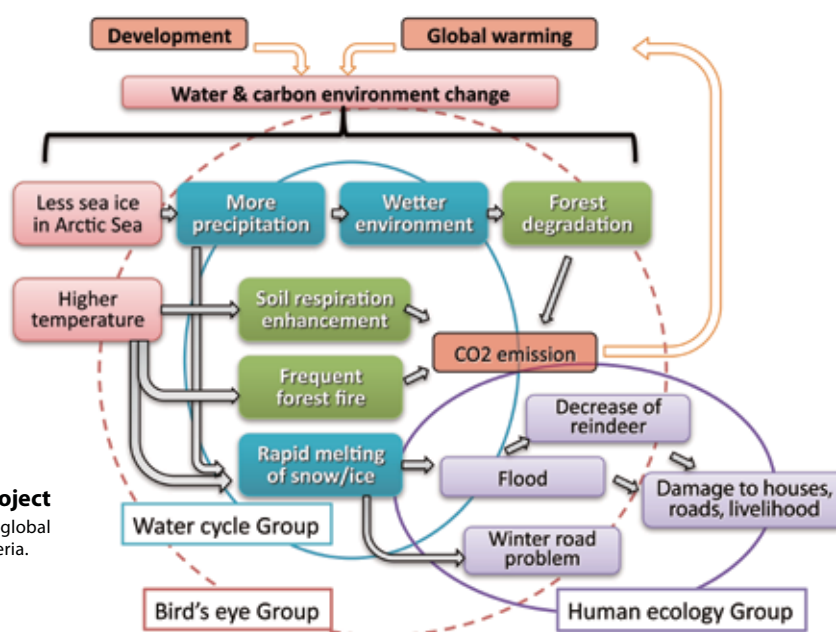 Development
Global warming
Water & carbon environment change
Less sea ice
in Arctic Sea
More
precipitation
Wetter
environment
Forest
degradation
Higher
temperature
Soil respiration
enhancement
CO2 emission
Frequent
forest fire
Decrease of
reindeer
Rapid melting
of snow/ice
Flood
Damage to houses,
roads, livelihood
Winter road
problem
Water cycle Group
Bird's eye Group
Human ecology Group
oject
global
eria.